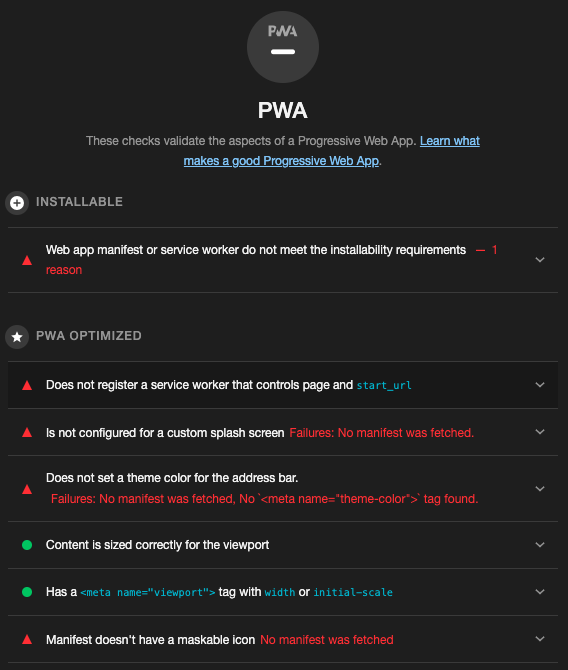 PWA
PWA
These checks validate the aspects of a Progressive Web App. Learn what
makes a good Progressive Web App.
INSTALLABLE
Web app manifest or service worker do not meet the installability requirements — 1
reason
PWA OPTIMIZED
Does not register a service worker that controls page and start_url
Is not configured for a custom splash screen Failures: No manifest was fetched.
Does not set a theme color for the address bar.
Failures: No manifest was fetched, No `<meta name="theme-color">` tag found.
Content is sized correctly for the viewport
Has a <meta name="viewport"> tag with width or initial-scale
Manifest doesn't have a maskable icon No manifest was fetched